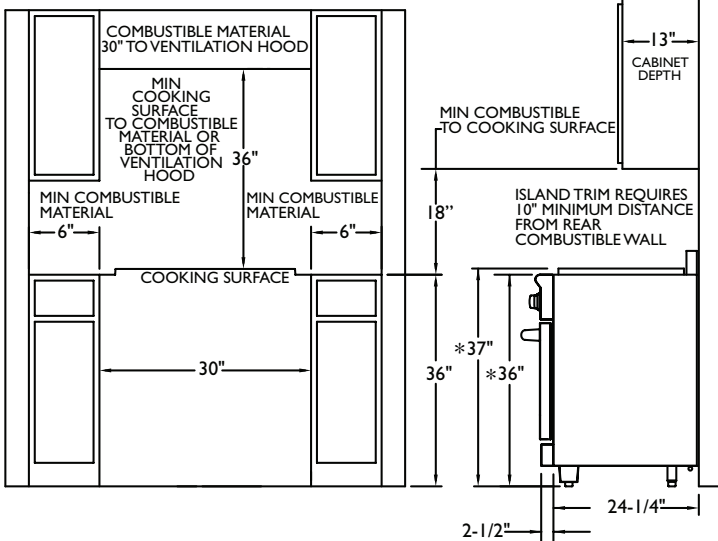 COMBUSTIBLE MATERIAL
30" TO VENTILATION HOOD
MIN
COOKING
SURFACE
TO COMBUSTIBLE
MATERIAL OR
BOTTOM OF
VENTILATION
HOOD
36"
MIN COMBUSTIBLE
MATERIAL
6"
MIN COMBUSTIBLE
MATERIAL
6"
COOKING SURFACE
30"
36"
13"
CABINET
DEPTH
MIN COMBUSTIBLE
TO COOKING SURFACE
18”
ISLAND TRIM REQUIRES
10" MINIMUM DISTANCE
FROM REAR
COMBUSTIBLE WALL
*37"
*36"
24-1/4"
2-1/2"